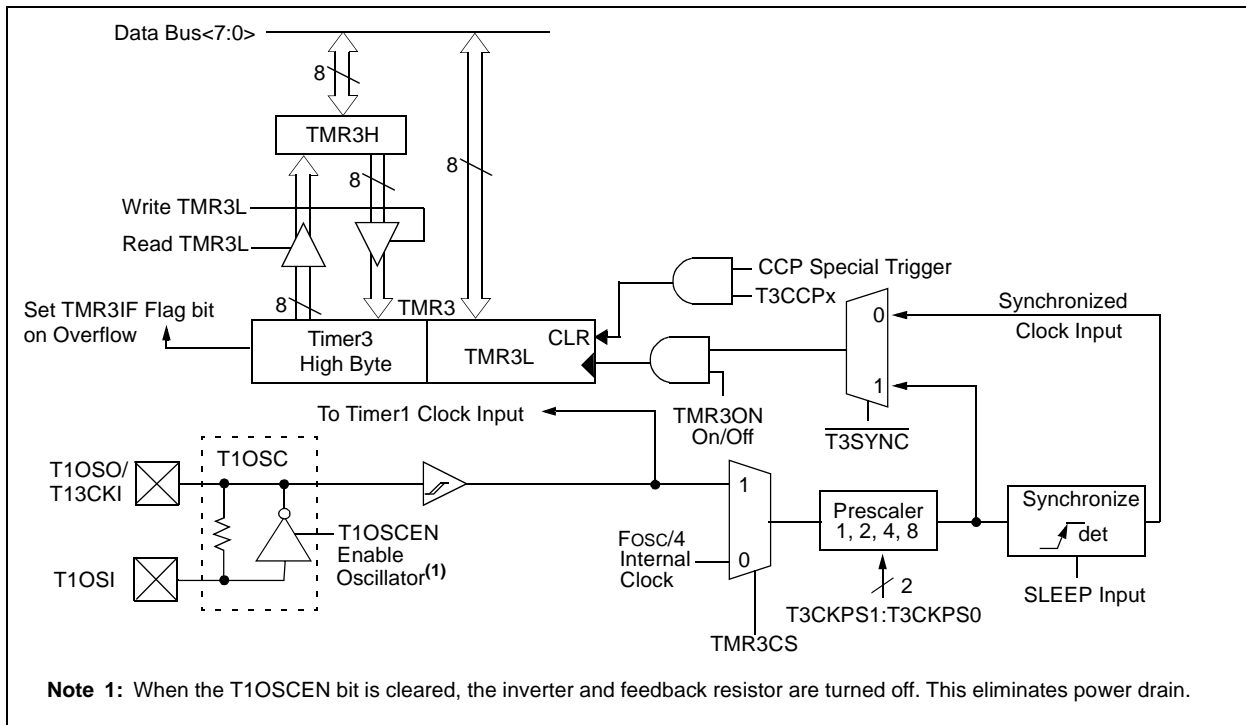 Data Bus<7:0>
8
TMR3H
8
8
Write TMR3L
Read TMR3L
8
TMR3
CCP Special Trigger
T3CCPx
Set TMR3IF Flag bit
on Overflow
Timer3
High Byte
TMR3L
CLR
0
1
Synchronized
Clock Input
TMR3ON
On/Off
T3SYNC
To Timer1 Clock Input
T1OSO/
T13CKI
T1OSC
T1OSI
T1OSCEN
Enable
Oscillator(1)
FOSC/4
Internal
Clock
1
0
TMR3CS
Prescaler
1, 2, 4, 8
2
T3CKPS1:T3CKPS0
Synchronize
det
SLEEP Input
Note 1: When the T1OSCEN bit is cleared, the inverter and feedback resistor are turned off. This eliminates power drain.